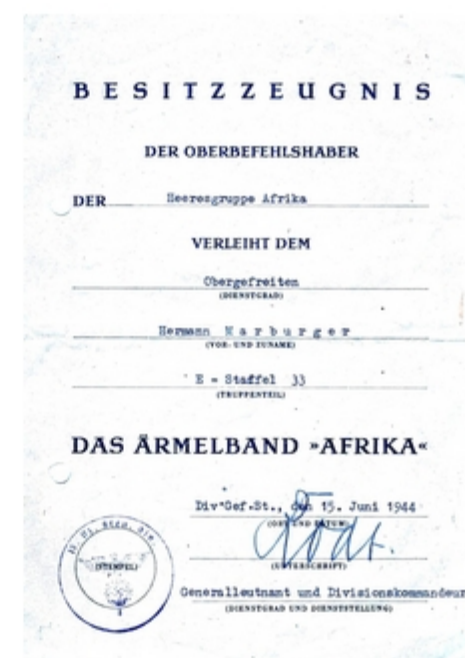 BESITZZEUGNIS
DER OBERBEFEHLSHABER
DER Heeresgruppe Afrika
VERLEIHT DEM
Obergefreiten
(DIENSTGRAD)
Hermann Marburger
(VOR- UND ZUNAME)
E - Staffel 33
(TRUPPENTEIL)
DAS ÄRMELBAND »AFRIKA«
Div"Gef.St., den 15. Juni 1944
(ORT UND DATUM)
(UNTERSCHRIFT)
(STEMPEL)
Generalleutnant und Divisionskommandeur
(DIENSTGRAD UND DIENSTSTELLUNG)